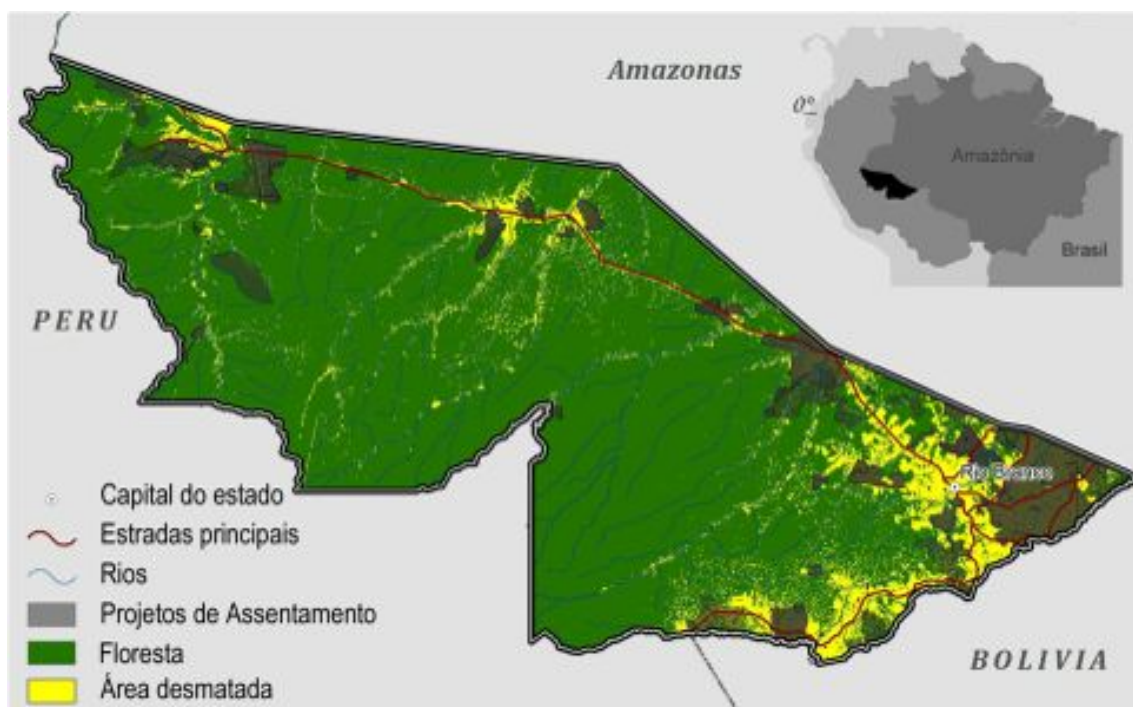 Amazonas
0°
Amazônia
Brasil
PERU
Rio Branco
Capital do estado
Estradas principais
Rios
Projetos de Assentamento
Floresta
Área desmatada
BOLIVIA